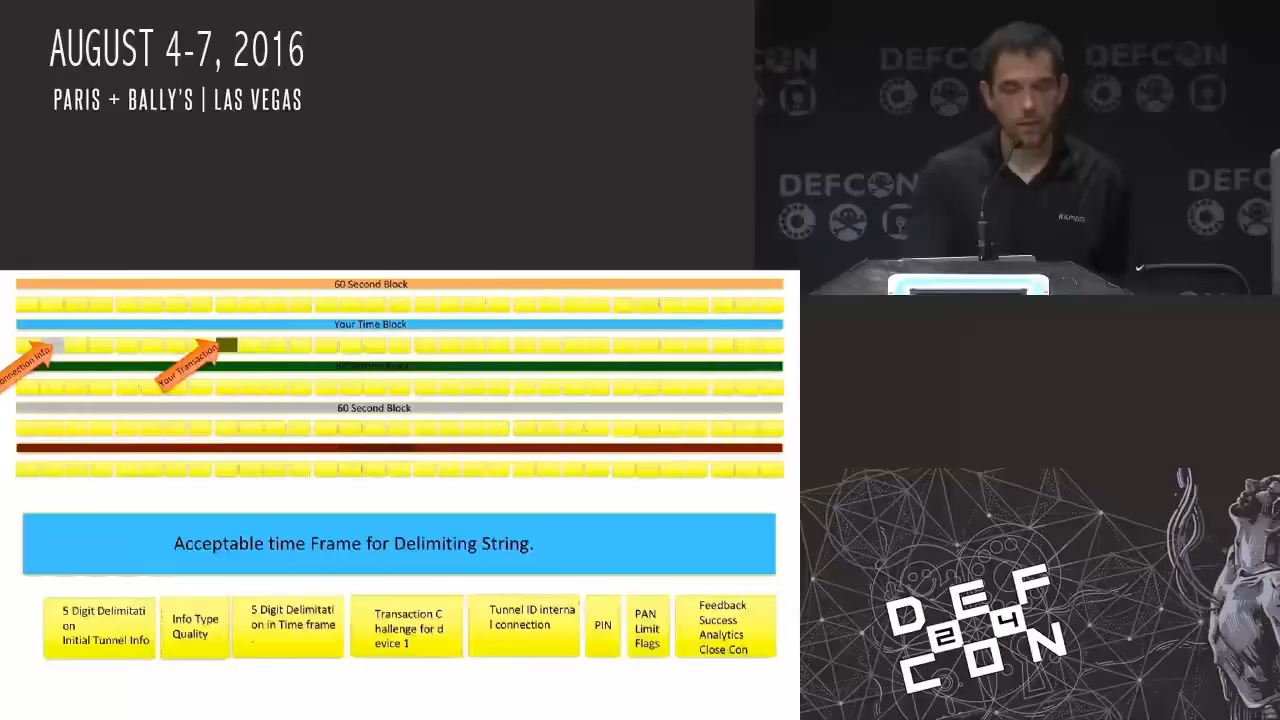 AUGUST 4-7, 2016
PARIS + BALLY'S | LAS VEGAS
DEFCON
DEFCON
DEFCON
DEFC
RAPID7
60 Second Block
Your Time Block
Connection Info
Your Transaction
60 Second Block
Acceptable time Frame for Delimiting String.
5 Digit Delimitati
on
Initial Tunnel Info
Info Type
Quality
5 Digit Delimitati
on in Time frame
.
Transaction C
hallenge for d
evice 1
Tunnel ID interna
l connection
PIN
PAN
Limit
Flags
Feedback
Success
Analytics
Close Con
DEF
24
CON